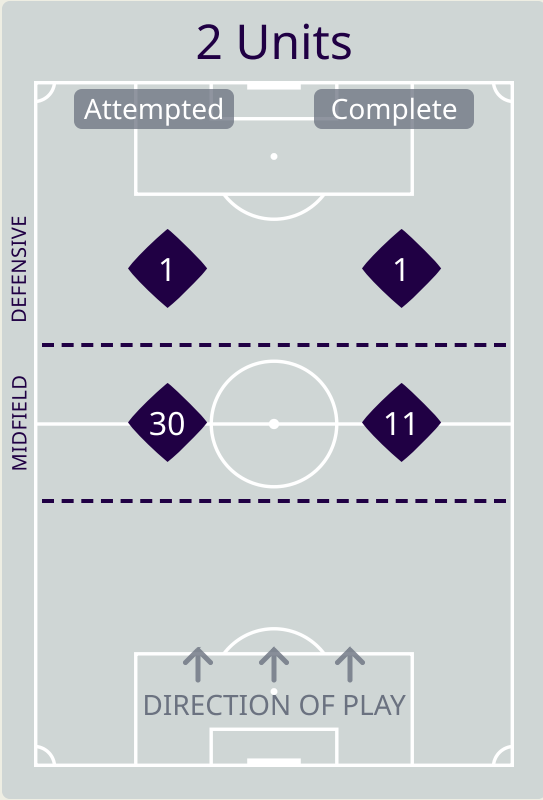 2 Units
Attempted
Complete
DEFENSIVE
1
1
MIDFIELD
30
11
DIRECTION OF PLAY